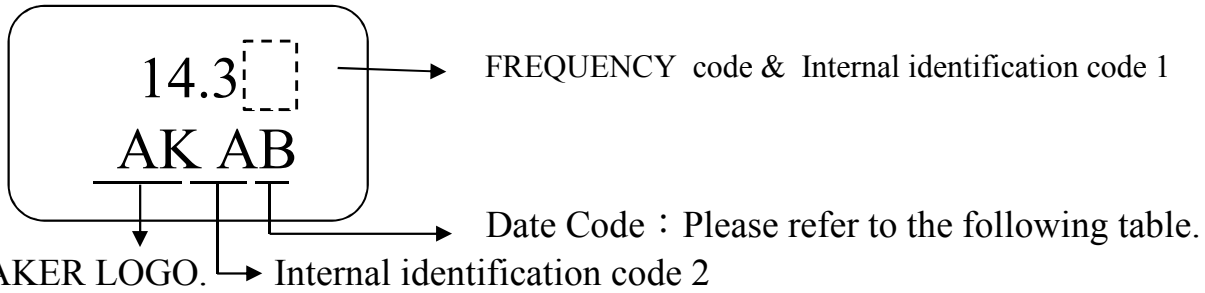 14.3
FREQUENCY code & Internal identification code 1
AK AB
Date Code：Please refer to the following table.
AKER LOGO.
Internal identification code 2